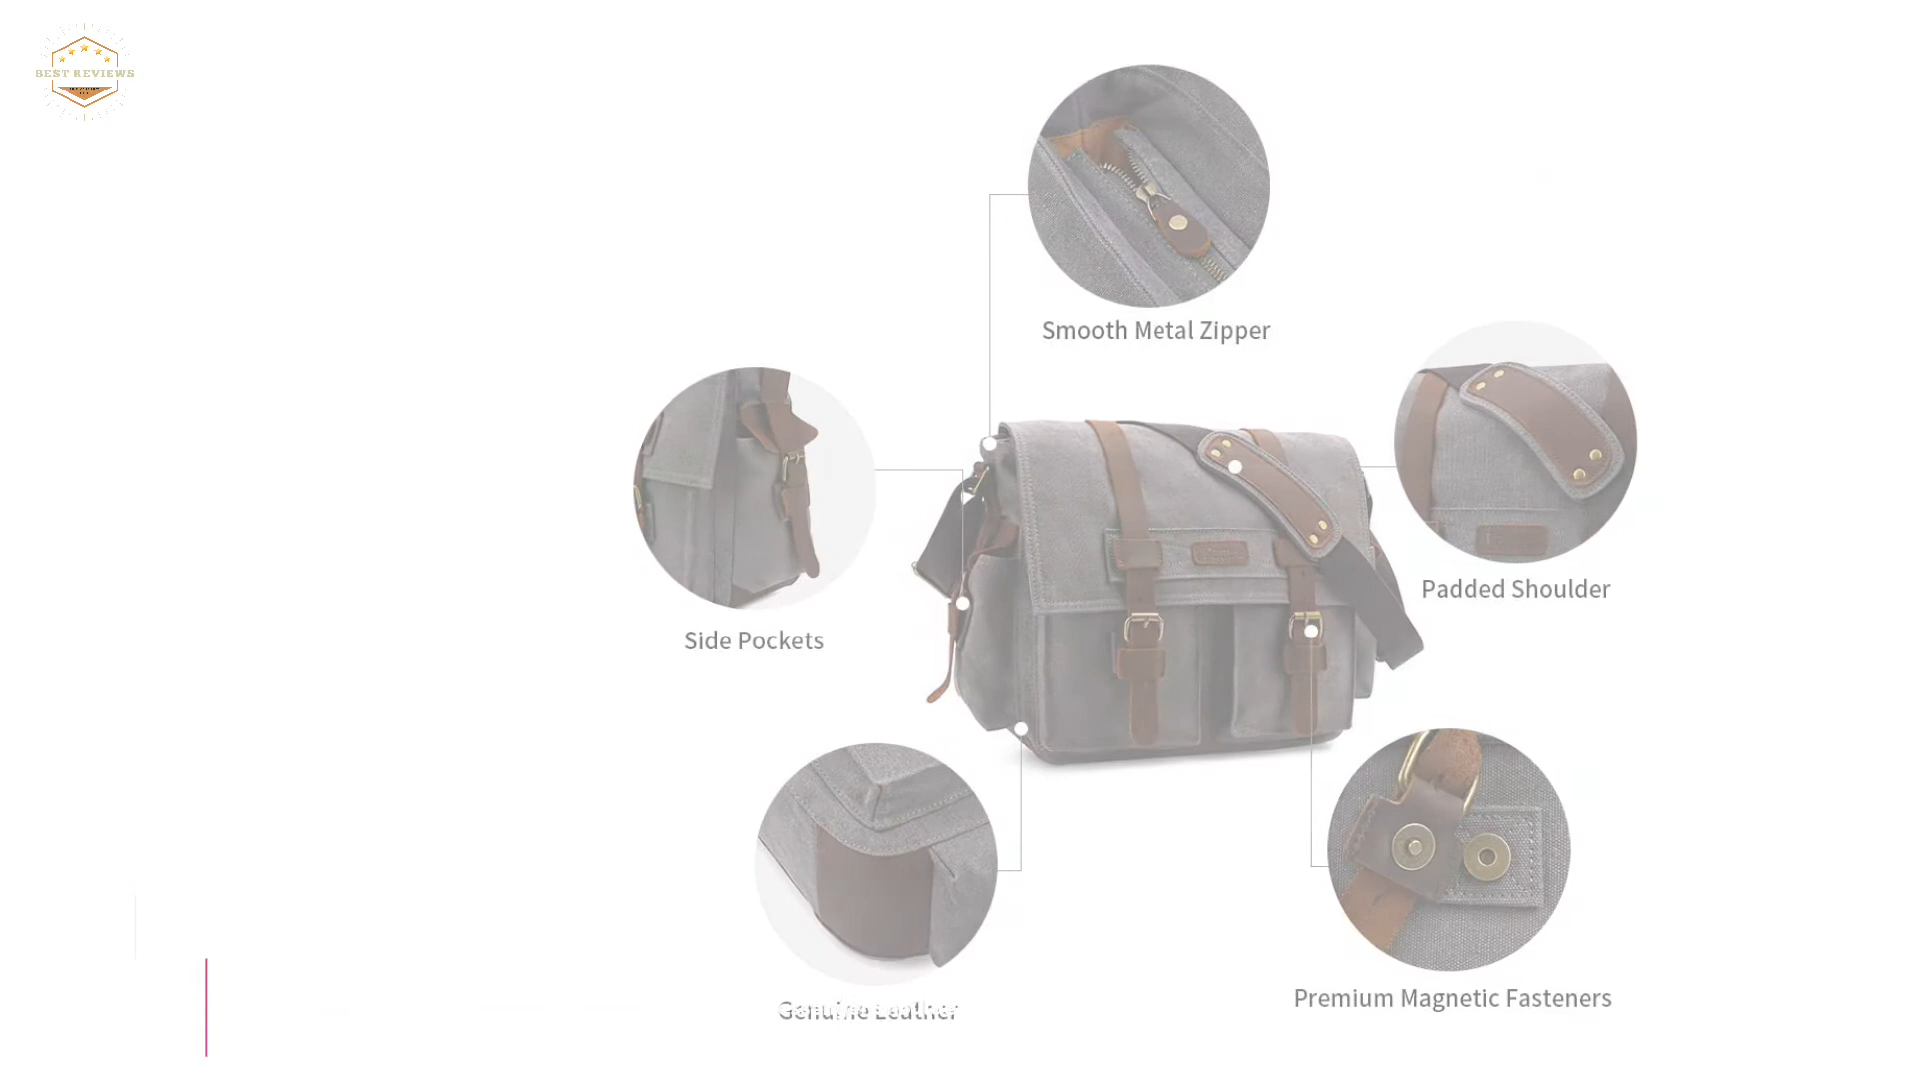 BEST REVIEWS
Smooth Metal Zipper
Padded Shoulder
Side Pockets
Genuine Leather
Premium Magnetic Fasteners